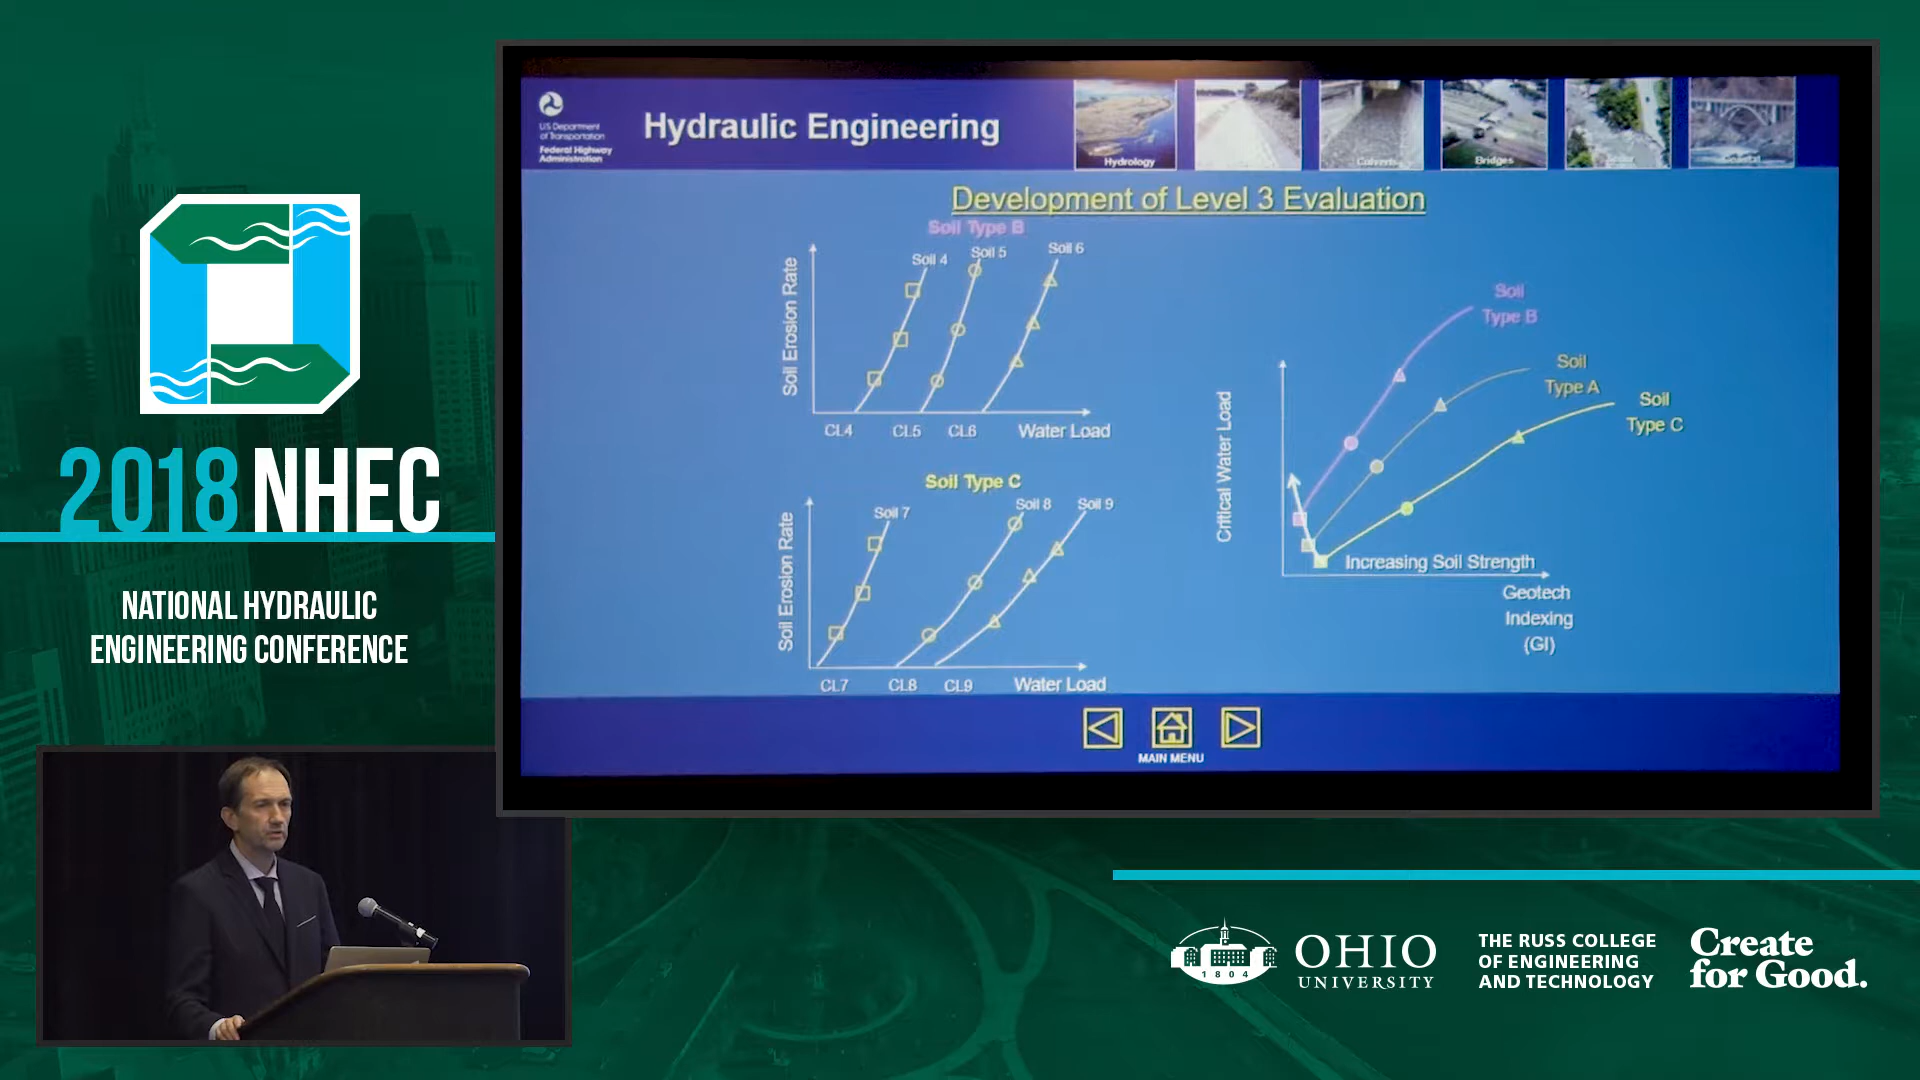 2018 NHEC
NATIONAL HYDRAULIC
ENGINEERING CONFERENCE
U.S. Department
of Transportation
Federal Highway
Administration
Hydraulic Engineering
Hydrology
Culverts
Bridges
Coastal
Development of Level 3 Evaluation
Soil Type B
Soil Erosion Rate
Soil 4
Soil 5
Soil 6
CL4
CL5
CL6
Water Load
Soil Type C
Soil Erosion Rate
Soil 7
Soil 8
Soil 9
CL7
CL8
CL9
Water Load
Critical Water Load
Soil
Type B
Soil
Type A
Soil
Type C
Increasing Soil Strength
Geotech
Indexing
(GI)
MAIN MENU
1804
OHIO
UNIVERSITY
THE RUSS COLLEGE
OF ENGINEERING
AND TECHNOLOGY
Create
for Good.